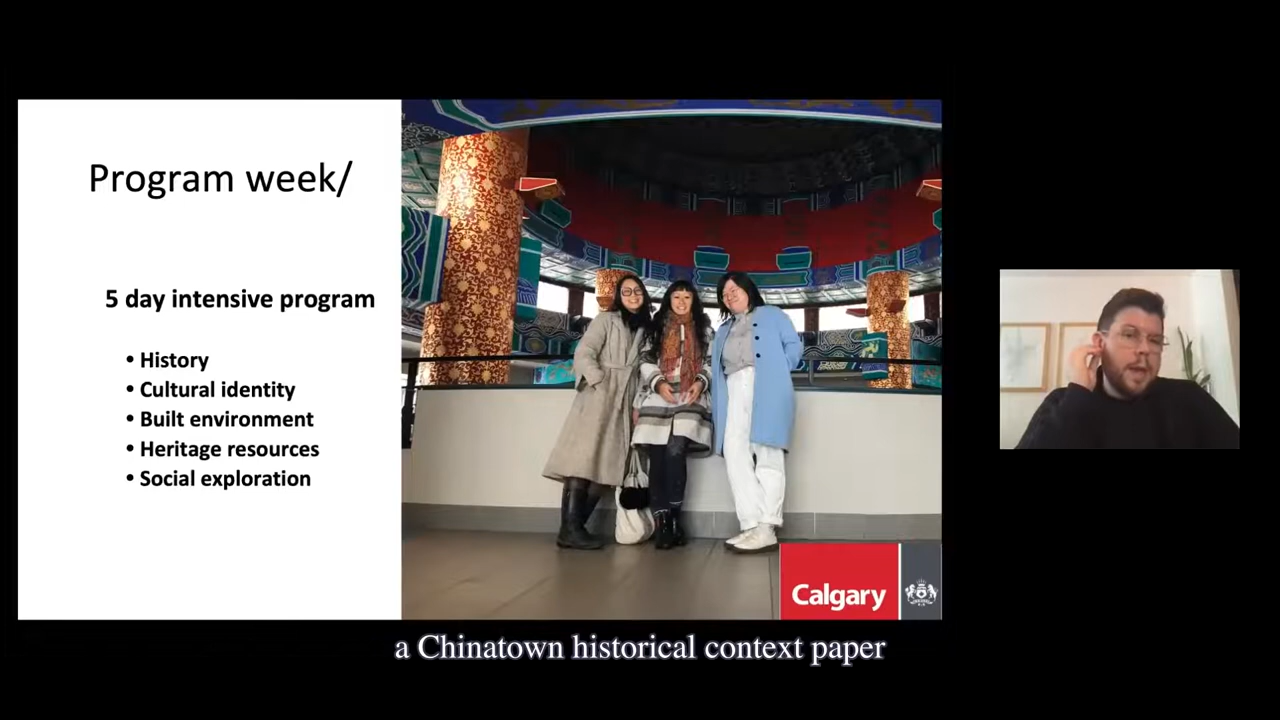 Program week/
5 day intensive program
• History
• Cultural identity
• Built environment
• Heritage resources
• Social exploration
Calgary
a Chinatown historical context paper